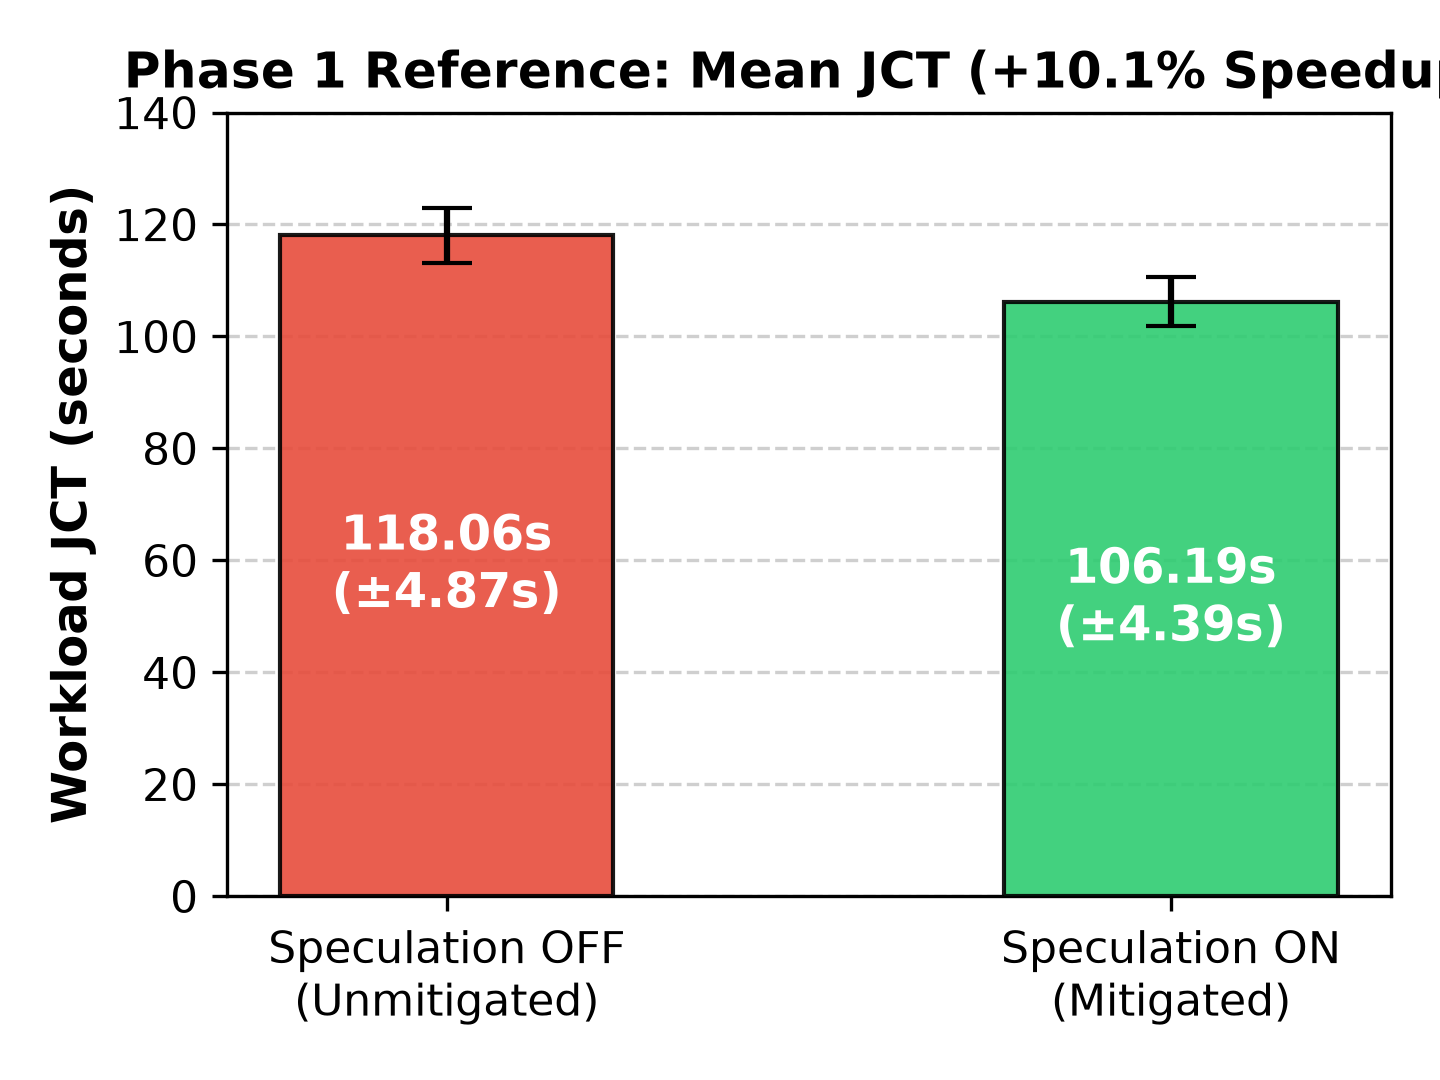 Phase 1 Reference: Mean JCT (+10.1% Speedup
Workload JCT (seconds)
140
120
100
80
60
40
20
0
118.06s
(±4.87s)
106.19s
(±4.39s)
Speculation OFF
(Unmitigated)
Speculation ON
(Mitigated)